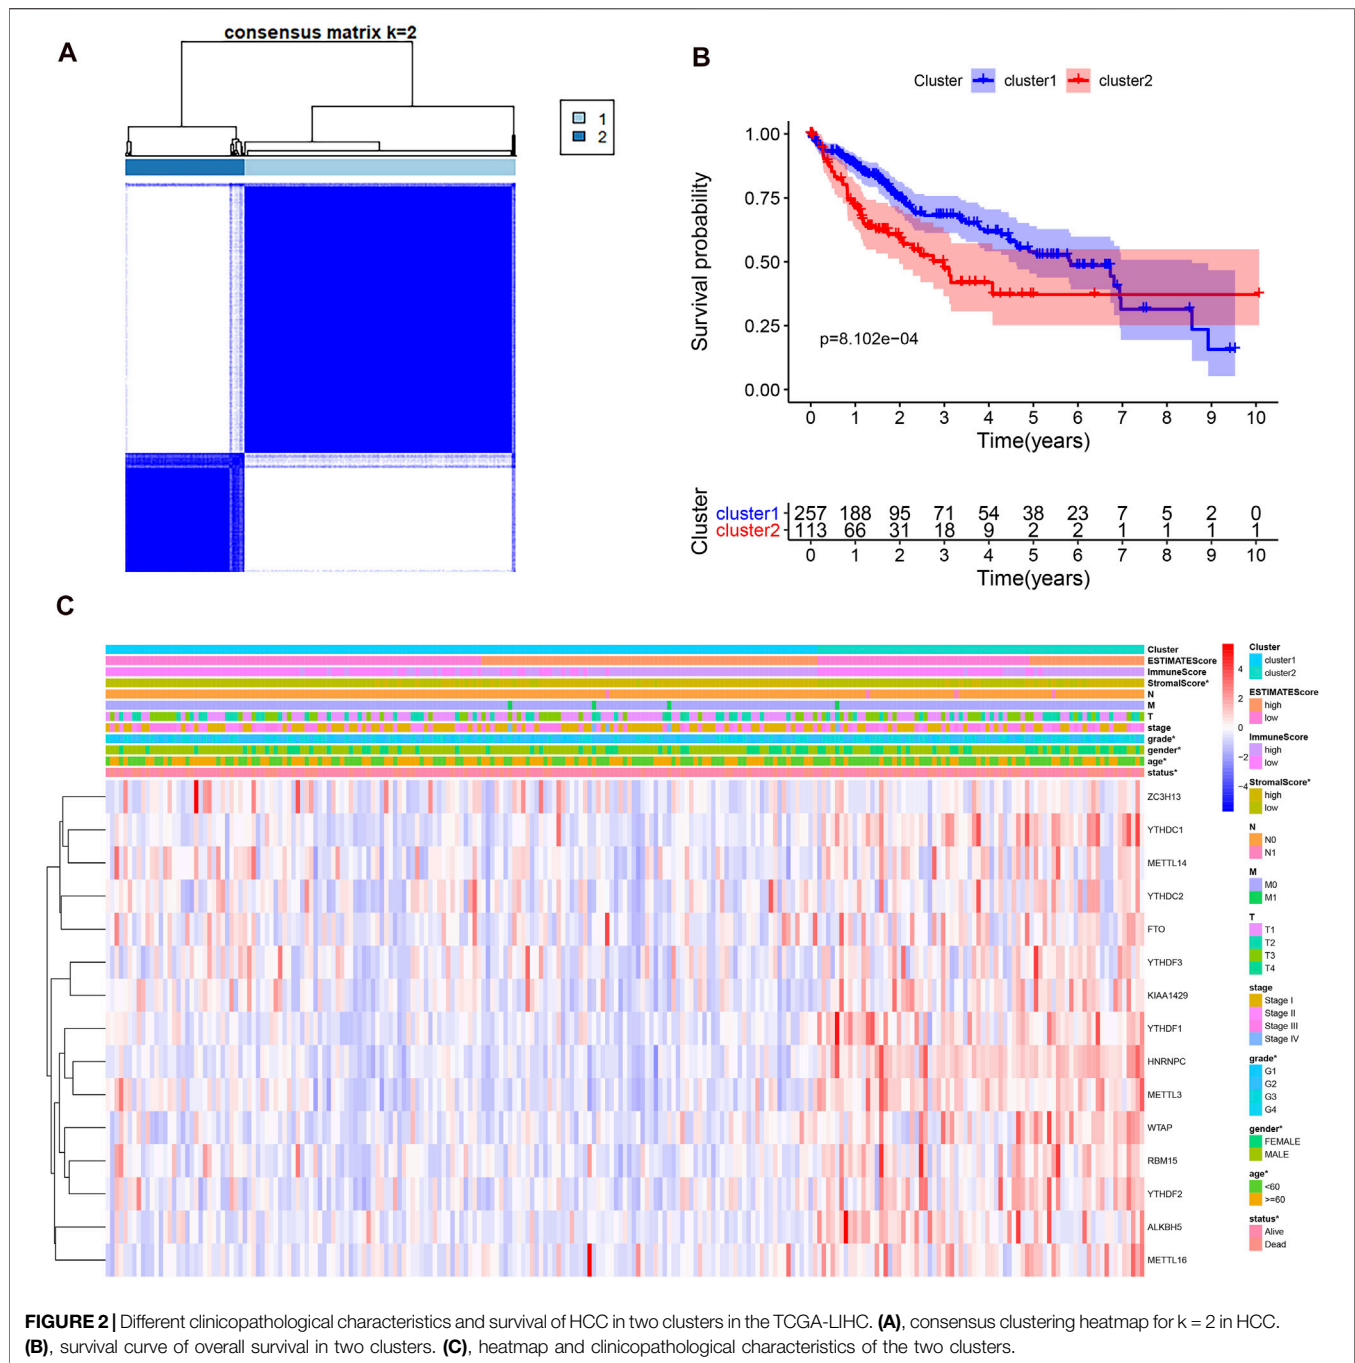 A
consensus matrix k=2
1
2
B
Cluster cluster1 cluster2
Survival probability
1.00
0.75
0.50
0.25
0.00
p=8.102e−04
0 1 2 3 4 5 6 7 8 9 10
Time(years)
Cluster
cluster1 257 188 95 71 54 38 23 7 5 2 0
cluster2 113 66 31 18 9 2 2 1 1 1 1
0 1 2 3 4 5 6 7 8 9 10
Time(years)
C
Cluster
ESTIMATEScore
ImmuneScore
StromalScore*
N
M
T
stage
grade*
gender*
age*
status*
ZC3H13
YTHDC1
METTL14
YTHDC2
FTO
YTHDF3
KIAA1429
YTHDF1
HNRNPC
METTL3
WTAP
RBM15
YTHDF2
ALKBH5
METTL16
4
2
0
−2
−4
Cluster
cluster1
cluster2
ESTIMATEScore
high
low
ImmuneScore
high
low
StromalScore*
high
low
N
N0
N1
M
M0
M1
T
T1
T2
T3
T4
stage
Stage I
Stage II
Stage III
Stage IV
grade*
G1
G2
G3
G4
gender*
FEMALE
MALE
age*
<60
>=60
status*
Alive
Dead
FIGURE 2 | Different clinicopathological characteristics and survival of HCC in two clusters in the TCGA-LIHC. (A), consensus clustering heatmap for k = 2 in HCC.
(B), survival curve of overall survival in two clusters. (C), heatmap and clinicopathological characteristics of the two clusters.